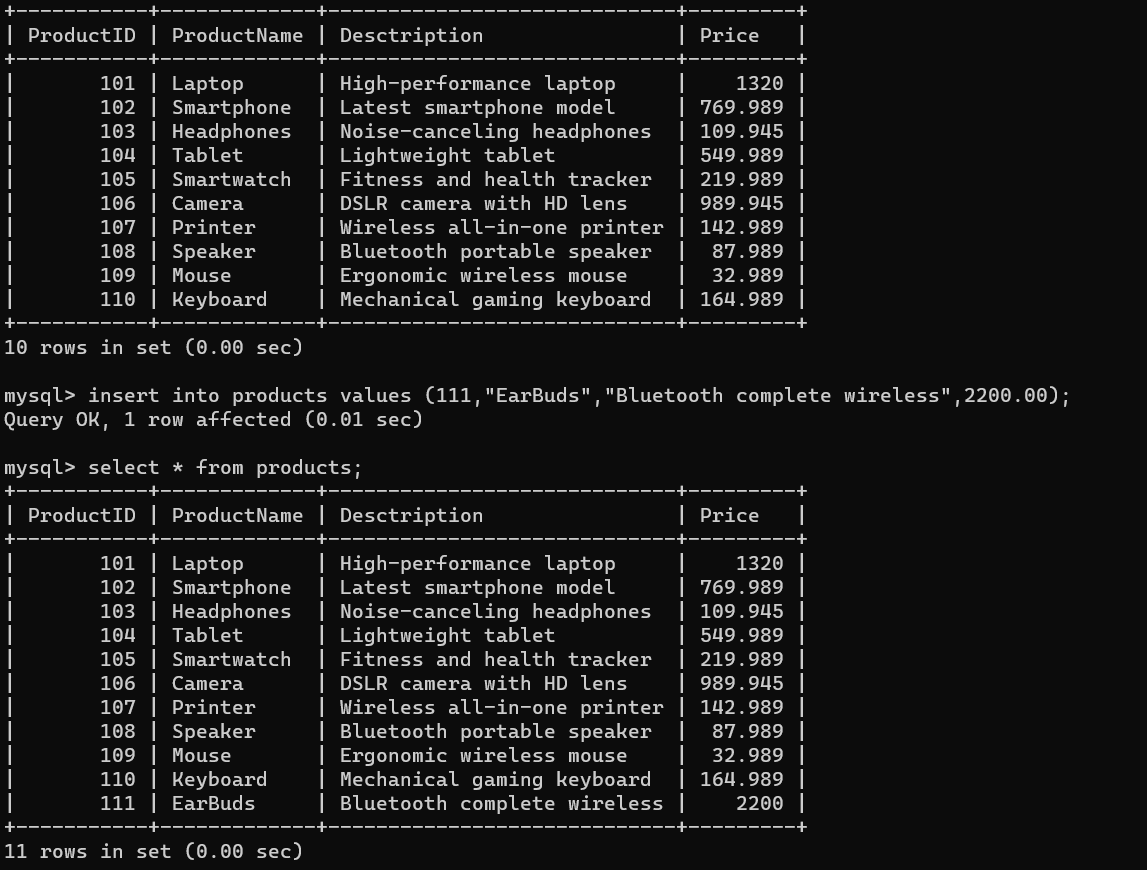 +-----------+-------------+-----------------------------+---------+
| ProductID | ProductName | Desctription                | Price   |
+-----------+-------------+-----------------------------+---------+
|       101 | Laptop      | High-performance laptop     |    1320 |
|       102 | Smartphone  | Latest smartphone model     | 769.989 |
|       103 | Headphones  | Noise-canceling headphones  | 109.945 |
|       104 | Tablet      | Lightweight tablet          | 549.989 |
|       105 | Smartwatch  | Fitness and health tracker  | 219.989 |
|       106 | Camera      | DSLR camera with HD lens    | 989.945 |
|       107 | Printer     | Wireless all-in-one printer | 142.989 |
|       108 | Speaker     | Bluetooth portable speaker  |  87.989 |
|       109 | Mouse       | Ergonomic wireless mouse    |  32.989 |
|       110 | Keyboard    | Mechanical gaming keyboard  | 164.989 |
+-----------+-------------+-----------------------------+---------+
10 rows in set (0.00 sec)

mysql> insert into products values (111,"EarBuds","Bluetooth complete wireless",2200.00);
Query OK, 1 row affected (0.01 sec)

mysql> select * from products;
+-----------+-------------+-----------------------------+---------+
| ProductID | ProductName | Desctription                | Price   |
+-----------+-------------+-----------------------------+---------+
|       101 | Laptop      | High-performance laptop     |    1320 |
|       102 | Smartphone  | Latest smartphone model     | 769.989 |
|       103 | Headphones  | Noise-canceling headphones  | 109.945 |
|       104 | Tablet      | Lightweight tablet          | 549.989 |
|       105 | Smartwatch  | Fitness and health tracker  | 219.989 |
|       106 | Camera      | DSLR camera with HD lens    | 989.945 |
|       107 | Printer     | Wireless all-in-one printer | 142.989 |
|       108 | Speaker     | Bluetooth portable speaker  |  87.989 |
|       109 | Mouse       | Ergonomic wireless mouse    |  32.989 |
|       110 | Keyboard    | Mechanical gaming keyboard  | 164.989 |
|       111 | EarBuds     | Bluetooth complete wireless |    2200 |
+-----------+-------------+-----------------------------+---------+
11 rows in set (0.00 sec)